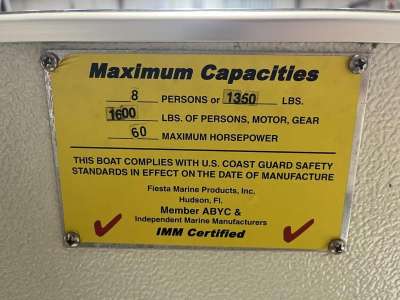 Maximum Capacities
8 PERSONS or 1350 LBS.
1600 LBS. OF PERSONS, MOTOR, GEAR
60 MAXIMUM HORSEPOWER
THIS BOAT COMPLIES WITH U.S. COAST GUARD SAFETY
STANDARDS IN EFFECT ON THE DATE OF MANUFACTURE
Fiesta Marine Products, Inc.
Hudson, Fl.
Member ABYC &
Independent Marine Manufacturers
IMM Certified